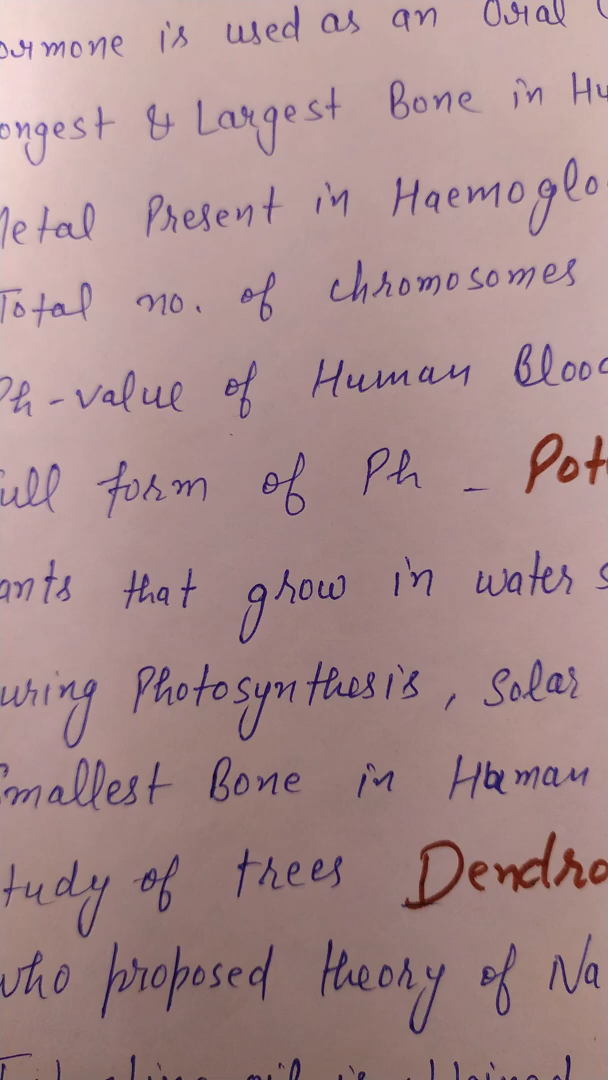 ormone is used as an Oral
ongest & Largest Bone in Hu
Metal Present in Haemoglo
Total no. of chromosomes
Ph-value of Human Blood
ull form of Ph - Pot
ants that grow in water s
uring Photosynthesis, Solar
Smallest Bone in Human
tudy of trees Dendro
who proposed theory of Na